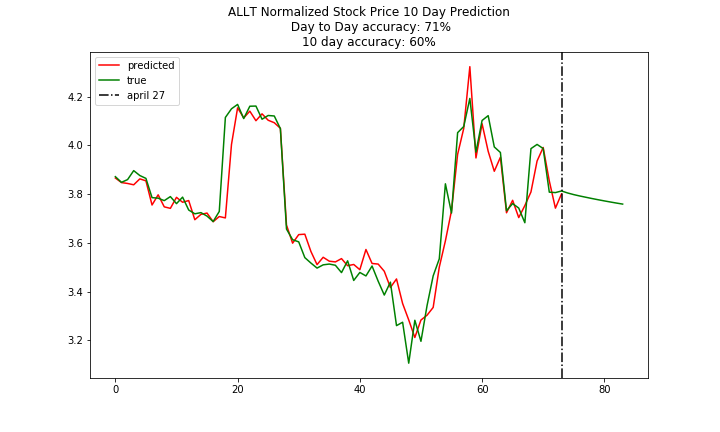 ALLT Normalized Stock Price 10 Day Prediction
Day to Day accuracy: 71%
10 day accuracy: 60%
predicted
true
april 27
4.2
4.0
3.8
3.6
3.4
3.2
0 20 40 60 80